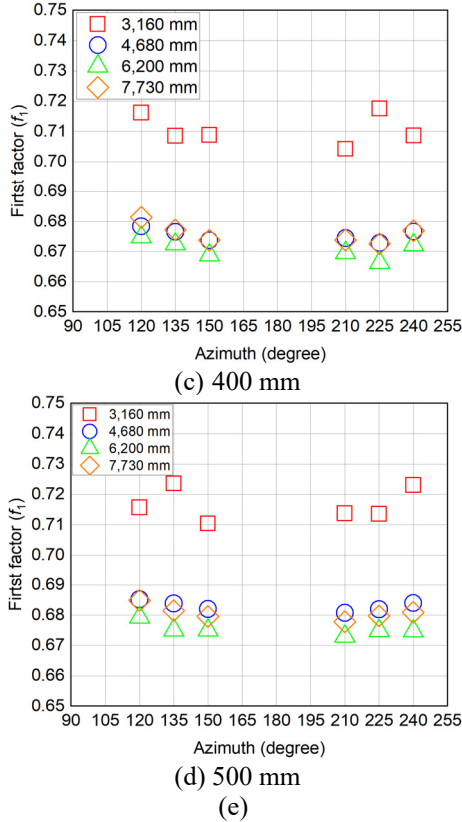 0.75
0.74
0.73
0.72
0.71
0.70
0.69
0.68
0.67
0.66
0.65
Firtst factor (f₁)
3,160 mm
4,680 mm
6,200 mm
7,730 mm
90 105 120 135 150 165 180 195 210 225 240 255
Azimuth (degree)
(c) 400 mm
0.75
0.74
0.73
0.72
0.71
0.70
0.69
0.68
0.67
0.66
0.65
Firtst factor (f₁)
3,160 mm
4,680 mm
6,200 mm
7,730 mm
90 105 120 135 150 165 180 195 210 225 240 255
Azimuth (degree)
(d) 500 mm
(e)